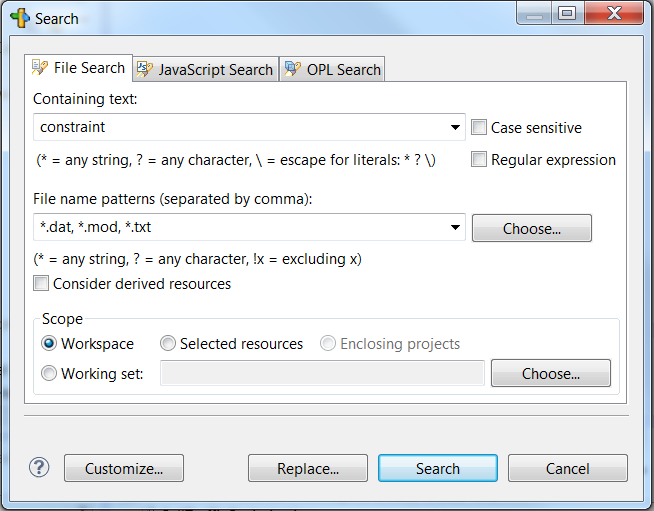 Search
File Search JavaScript Search OPL Search
Containing text:
constraint
Case sensitive
(* = any string, ? = any character, \ = escape for literals: * ? \)
Regular expression
File name patterns (separated by comma):
*.dat, *.mod, *.txt
Choose...
(* = any string, ? = any character, !x = excluding x)
Consider derived resources
Scope
Workspace Selected resources Enclosing projects
Working set: Choose...
? Customize... Replace... Search Cancel